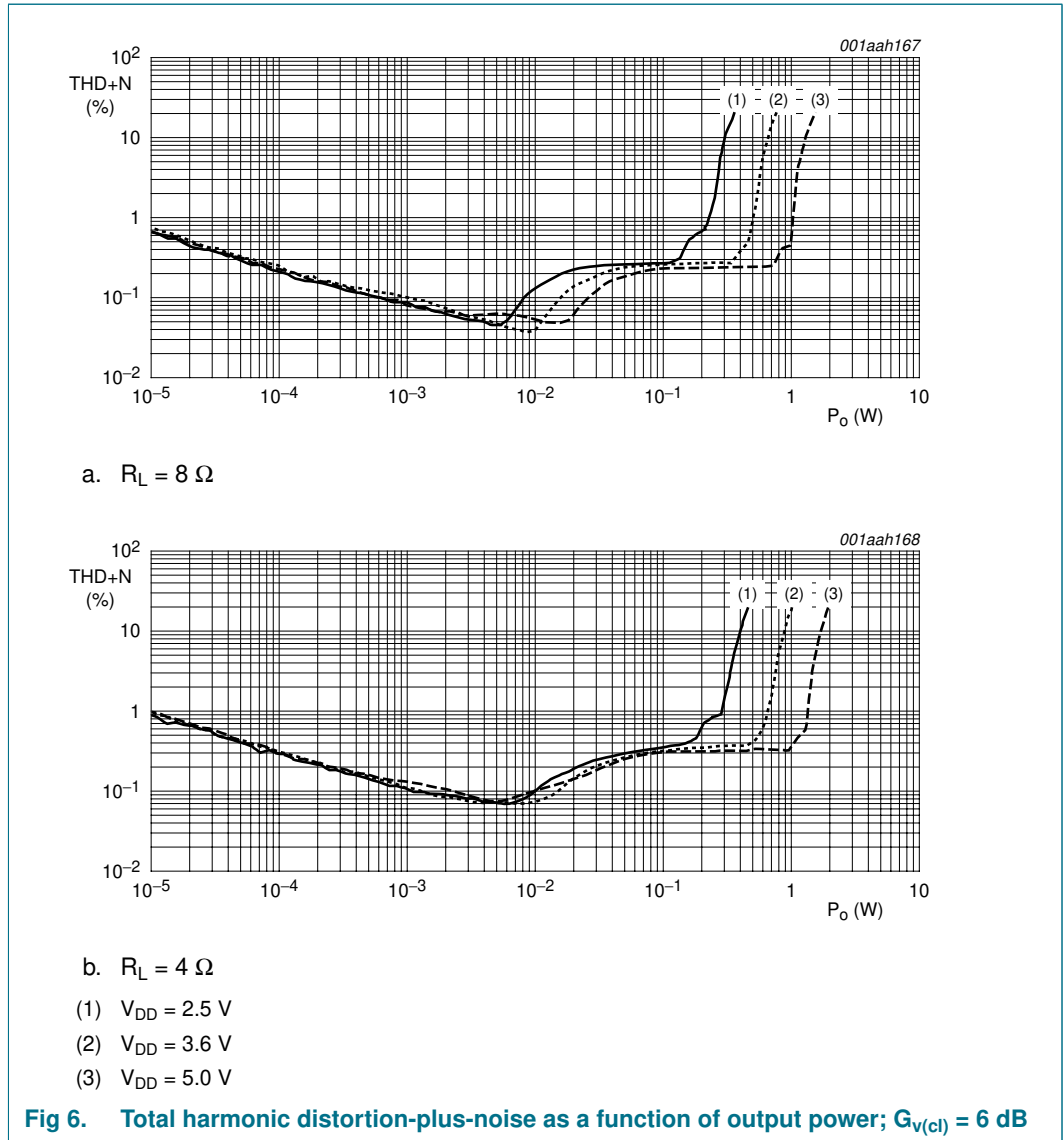 001aah167
10²
THD+N
(%)
(1) (2) (3)
10
1
10⁻¹
10⁻²
10⁻⁵ 10⁻⁴ 10⁻³ 10⁻² 10⁻¹ 1 10
Pₒ (W)
a. R_L = 8 Ω
001aah168
10²
THD+N
(%)
(1) (2) (3)
10
1
10⁻¹
10⁻²
10⁻⁵ 10⁻⁴ 10⁻³ 10⁻² 10⁻¹ 1 10
Pₒ (W)
b. R_L = 4 Ω
(1) V_DD = 2.5 V
(2) V_DD = 3.6 V
(3) V_DD = 5.0 V
Fig 6. Total harmonic distortion-plus-noise as a function of output power; G_v(cl) = 6 dB